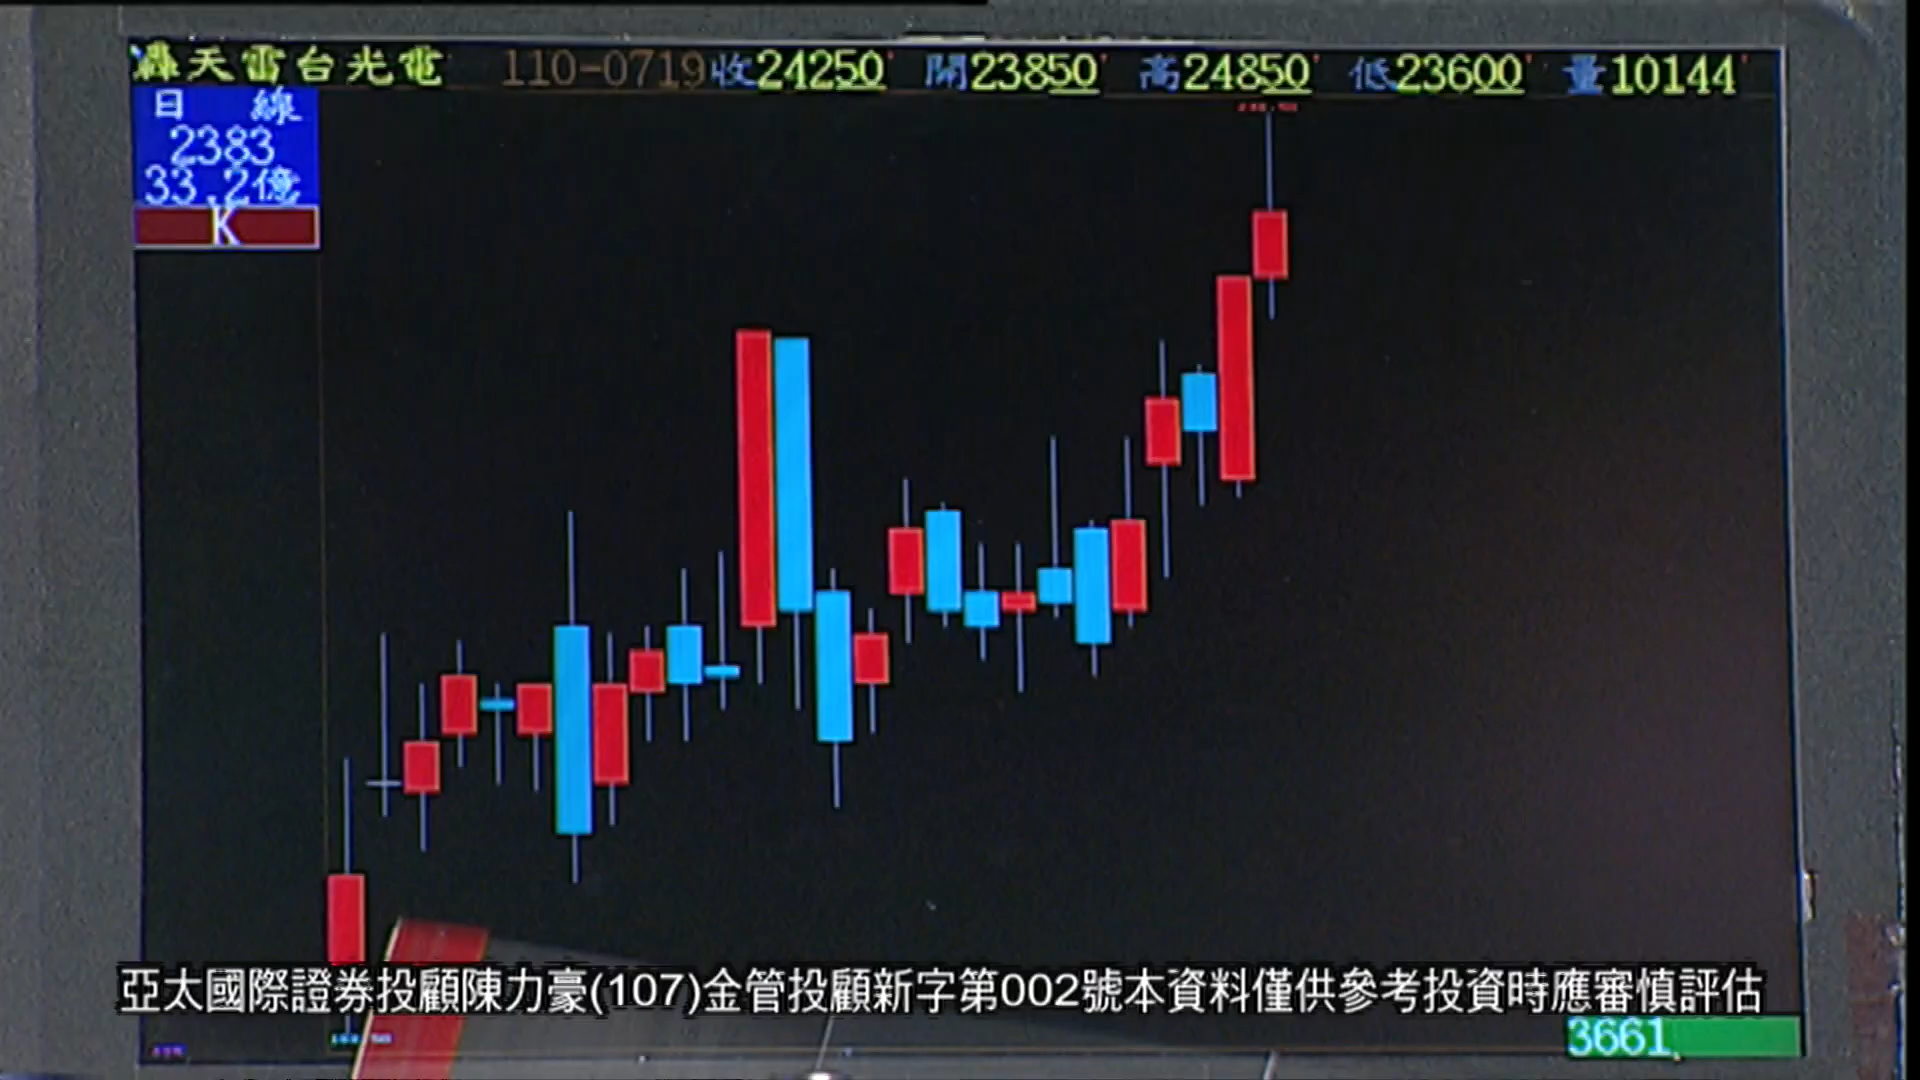 轟天雷台光電 110-0719收24250 開23850 高24850 低23600 量10144
日 線
2383
33.2億
K
亞太國際證券投顧陳力豪(107)金管投顧新字第002號本資料僅供參考投資時應審慎評估
3661